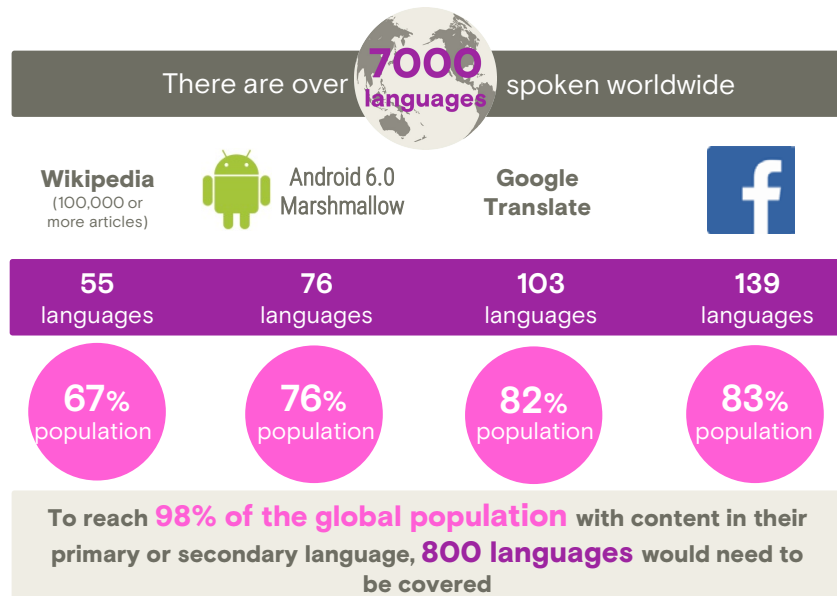 There are over 7000 languages spoken worldwide
Wikipedia
(100,000 or
more articles)
Android 6.0
Marshmallow
Google
Translate
f
55
languages
76
languages
103
languages
139
languages
67%
population
76%
population
82%
population
83%
population
To reach 98% of the global population with content in their
primary or secondary language, 800 languages would need to
be covered